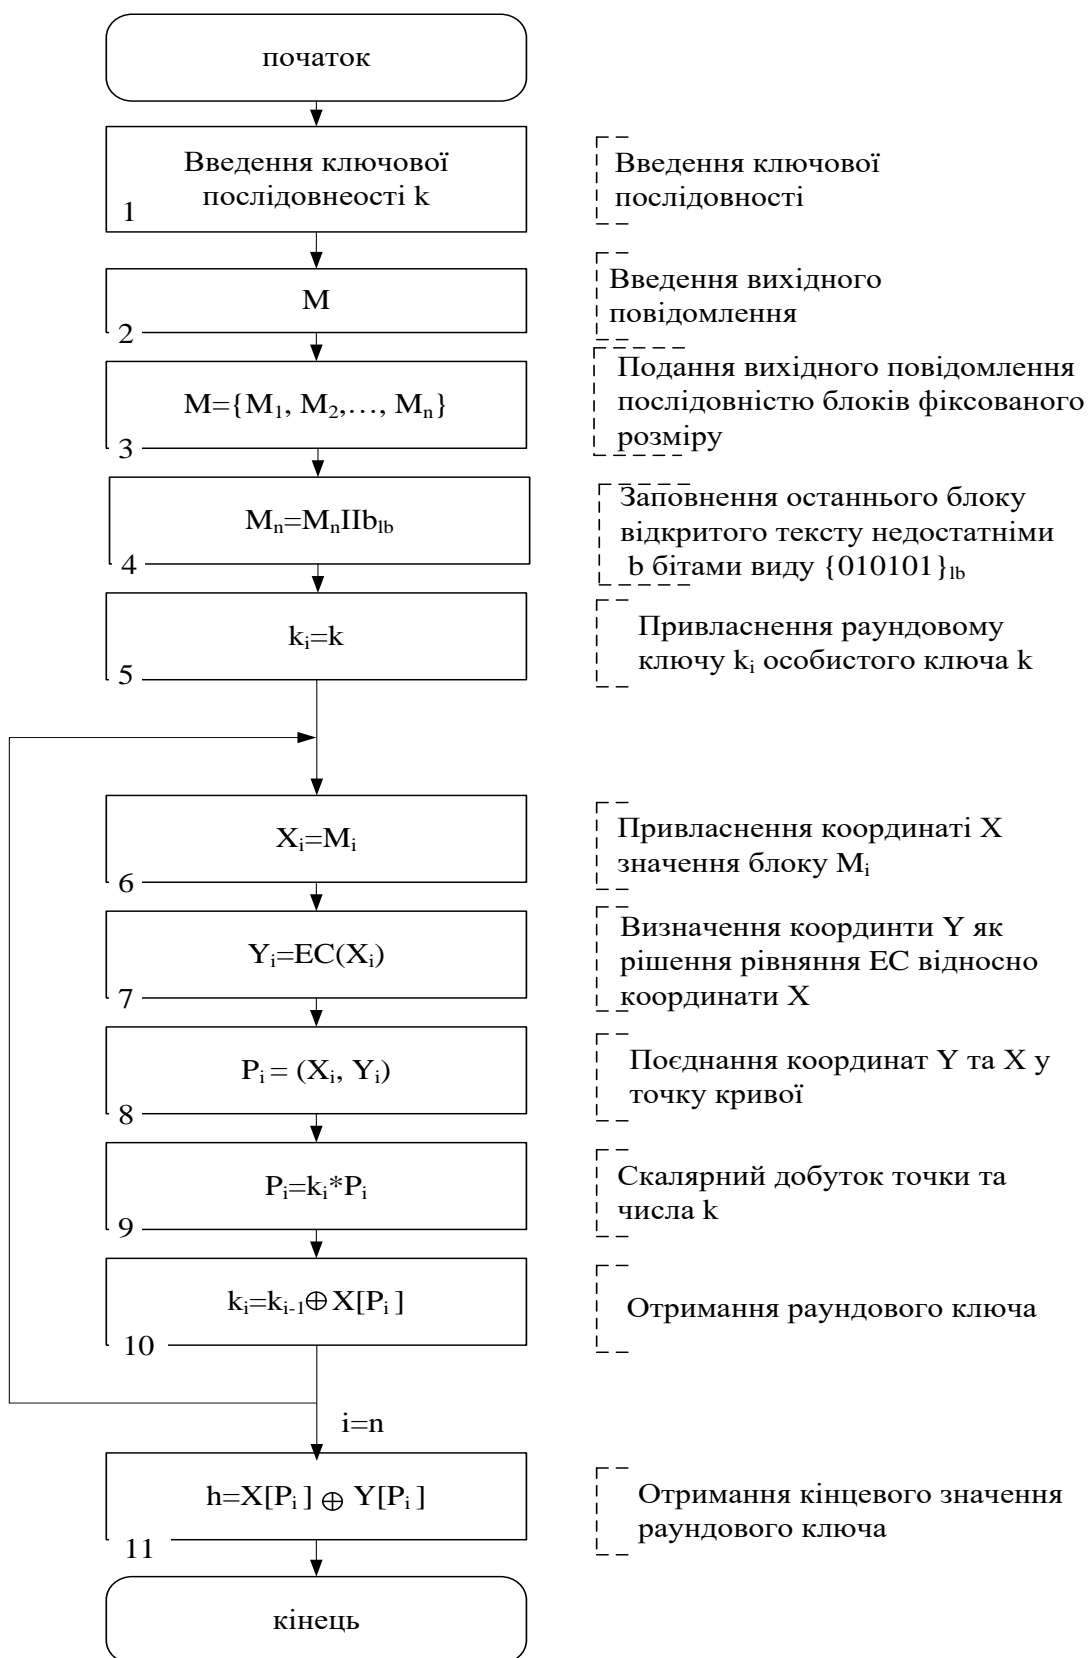 початок
Введення ключової
послідовнеості k
1
Введення ключової
послідовності
M
2
Введення вихідного
повідомлення
M={M₁, M₂,…, Mₙ}
3
Подання вихідного повідомлення
послідовністю блоків фіксованого
розміру
Mₙ=MₙIIb_lb
4
Заповнення останнього блоку
відкритого тексту недостатніми
b бітами виду {010101}_lb
kᵢ=k
5
Привласнення раундовому
ключу kᵢ особистого ключа k
Xᵢ=Mᵢ
6
Привласнення координаті X
значення блоку Mᵢ
Yᵢ=EC(Xᵢ)
7
Визначення координти Y як
рішення рівняння EC відносно
координати X
Pᵢ = (Xᵢ, Yᵢ)
8
Поєднання координат Y та X у
точку кривої
Pᵢ=kᵢ*Pᵢ
9
Скалярний добуток точки та
числа k
kᵢ=kᵢ₋₁⊕X[Pᵢ ]
10
Отримання раундового ключа
i=n
h=X[Pᵢ ] ⊕ Y[Pᵢ ]
11
Отримання кінцевого значення
раундового ключа
кінець